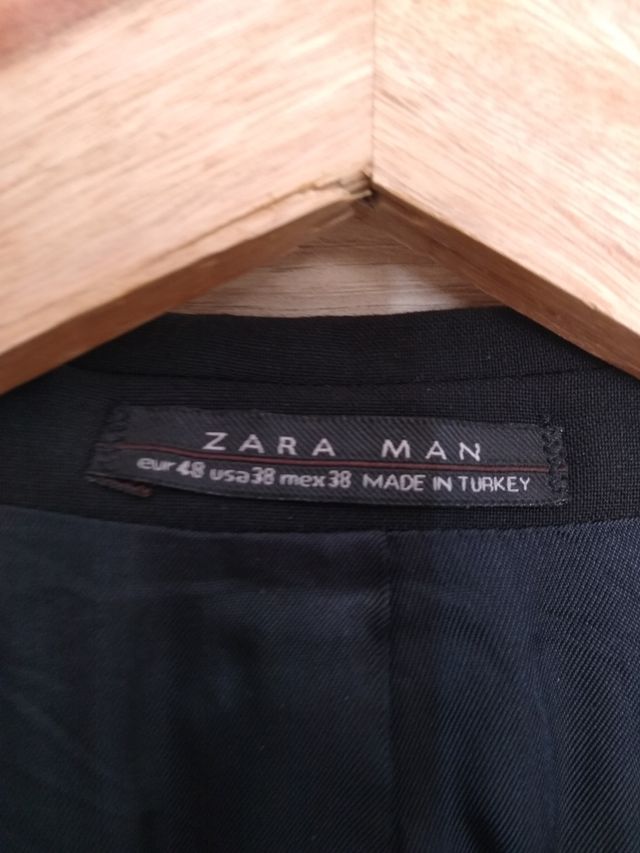 ZARA MAN
eur 48 usa 38 mex 38 MADE IN TURKEY